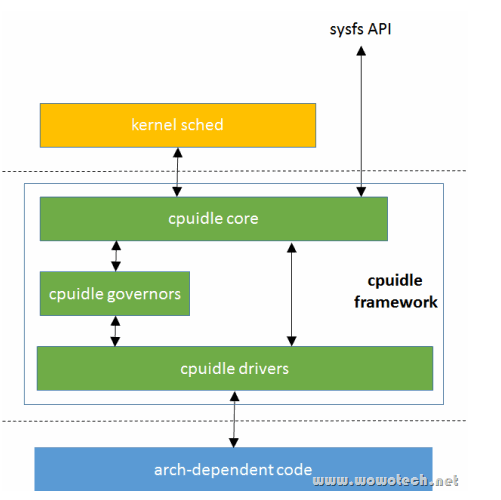 sysfs API
kernel sched
cpuidle core
cpuidle governors
cpuidle
framework
cpuidle drivers
arch-dependent code
www.wowotech.net